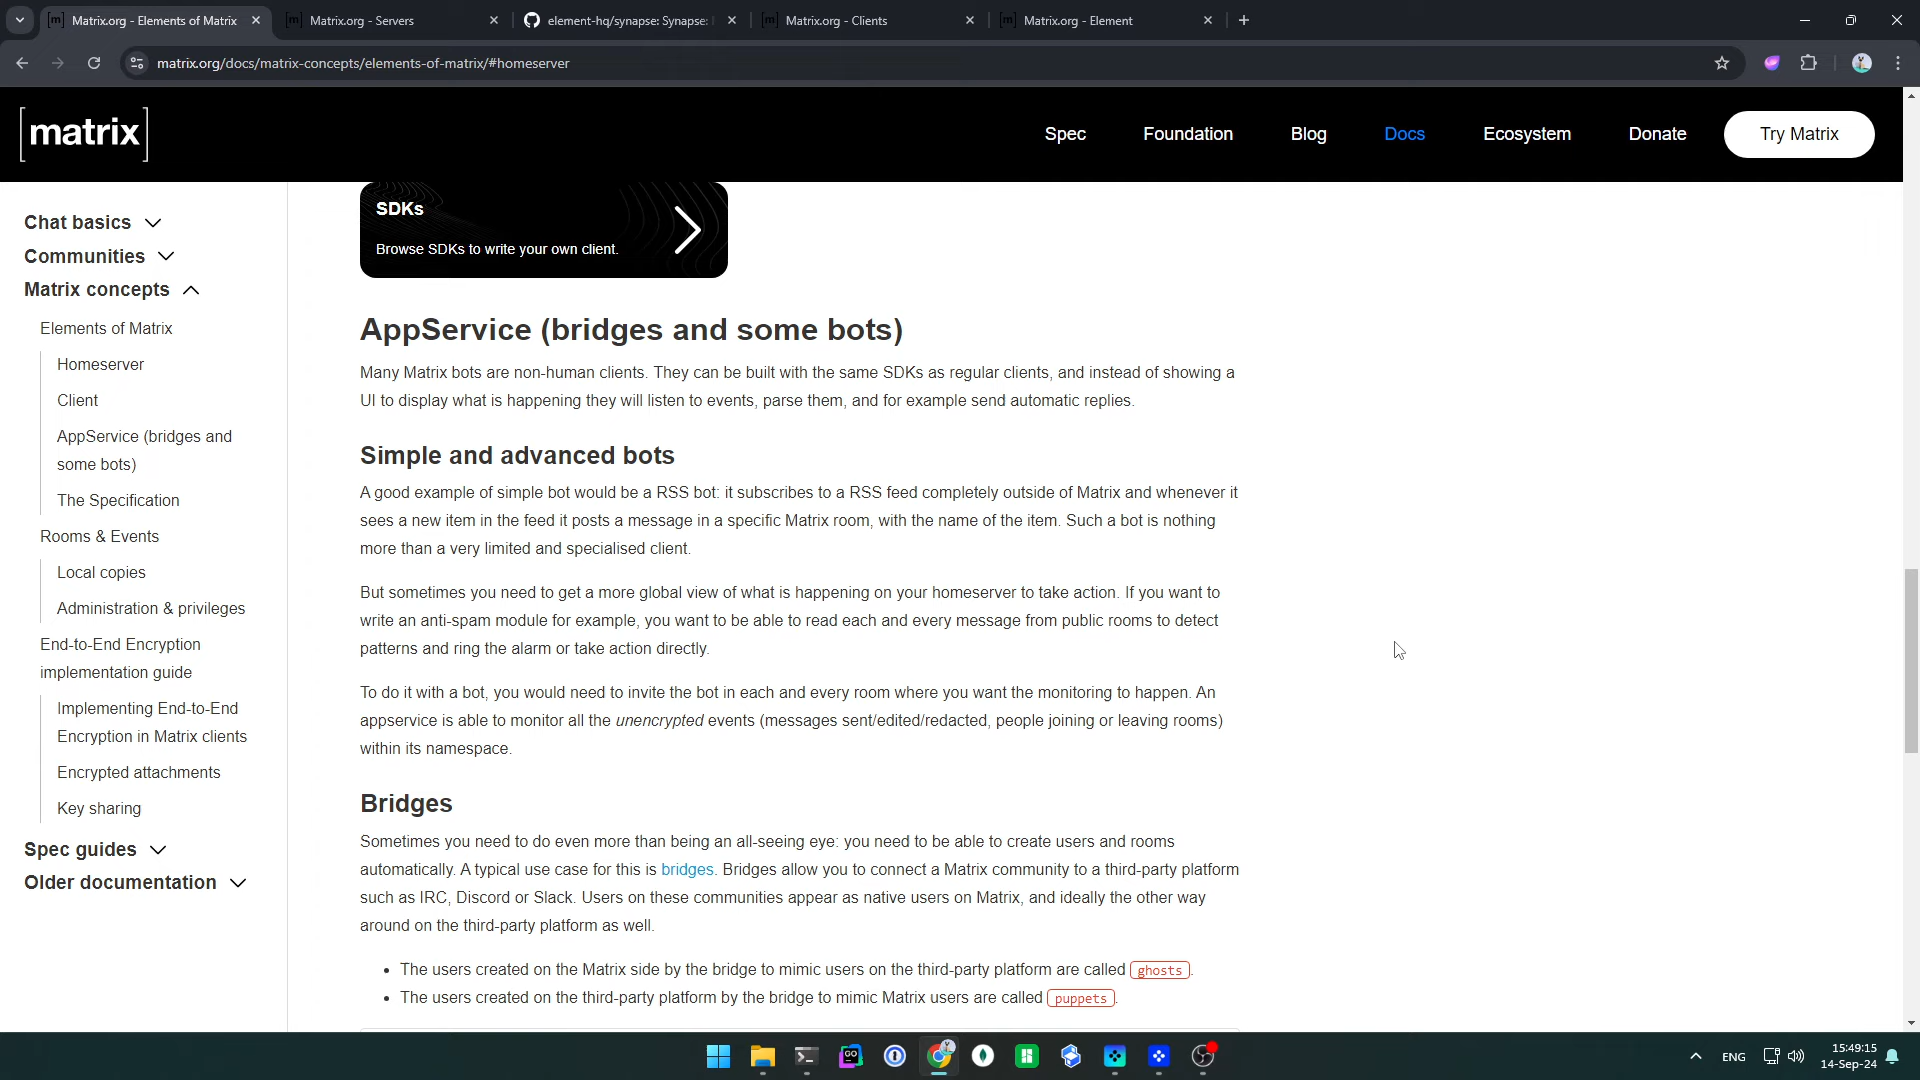 Matrix.org - Elements of Matrix
Matrix.org - Servers
element-hq/synapse: Synapse:
Matrix.org - Clients
Matrix.org - Element
matrix.org/docs/matrix-concepts/elements-of-matrix/#homeserver
[matrix]
Spec
Foundation
Blog
Docs
Ecosystem
Donate
Try Matrix
Chat basics
Communities
Matrix concepts
Elements of Matrix
Homeserver
Client
AppService (bridges and
some bots)
The Specification
Rooms & Events
Local copies
Administration & privileges
End-to-End Encryption
implementation guide
Implementing End-to-End
Encryption in Matrix clients
Encrypted attachments
Key sharing
Spec guides
Older documentation
SDKs
Browse SDKs to write your own client.
AppService (bridges and some bots)
Many Matrix bots are non-human clients. They can be built with the same SDKs as regular clients, and instead of showing a
UI to display what is happening they will listen to events, parse them, and for example send automatic replies.
Simple and advanced bots
A good example of simple bot would be a RSS bot: it subscribes to a RSS feed completely outside of Matrix and whenever it
sees a new item in the feed it posts a message in a specific Matrix room, with the name of the item. Such a bot is nothing
more than a very limited and specialised client.
But sometimes you need to get a more global view of what is happening on your homeserver to take action. If you want to
write an anti-spam module for example, you want to be able to read each and every message from public rooms to detect
patterns and ring the alarm or take action directly.
To do it with a bot, you would need to invite the bot in each and every room where you want the monitoring to happen. An
appservice is able to monitor all the unencrypted events (messages sent/edited/redacted, people joining or leaving rooms)
within its namespace.
Bridges
Sometimes you need to do even more than being an all-seeing eye: you need to be able to create users and rooms
automatically. A typical use case for this is bridges. Bridges allow you to connect a Matrix community to a third-party platform
such as IRC, Discord or Slack. Users on these communities appear as native users on Matrix, and ideally the other way
around on the third-party platform as well.
• The users created on the Matrix side by the bridge to mimic users on the third-party platform are called ghosts.
• The users created on the third-party platform by the bridge to mimic Matrix users are called puppets.
ENG
15:49:15
14-Sep-24